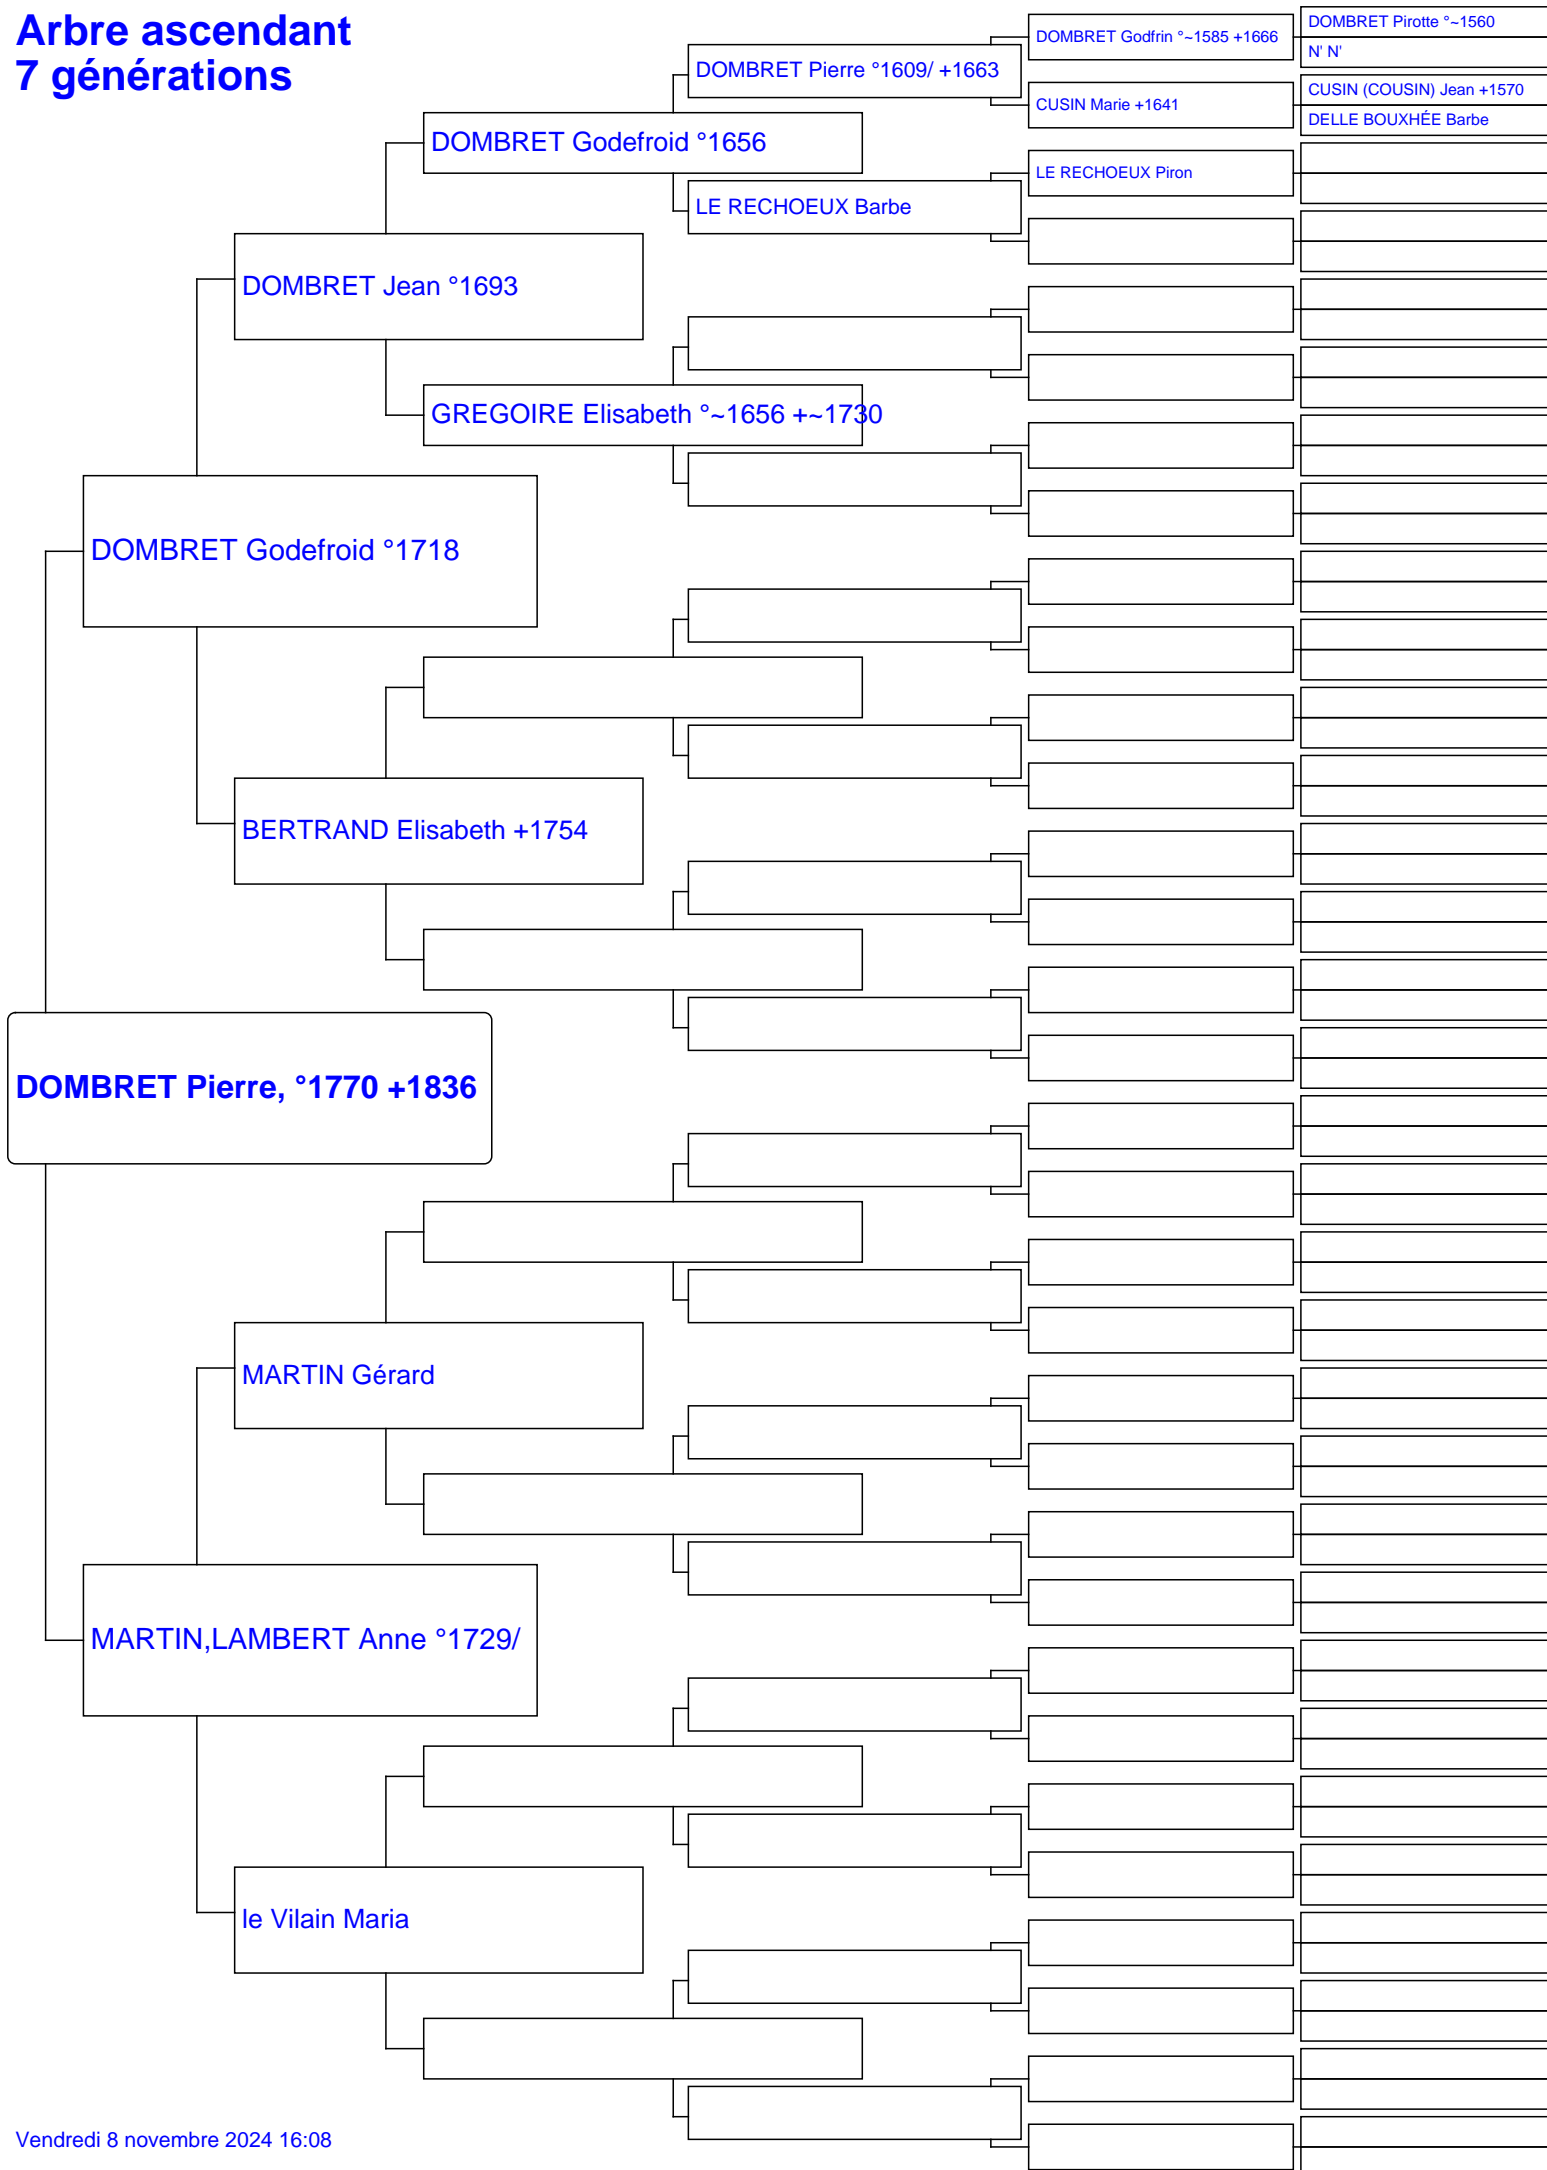 Arbre ascendant
7 générations
DOMBRET Pirotte °~1560
DOMBRET Godfrin °~1585 +1666
N' N'
DOMBRET Pierre °1609/ +1663
CUSIN (COUSIN) Jean +1570
CUSIN Marie +1641
DELLE BOUXHÉE Barbe
DOMBRET Godefroid °1656
LE RECHOEUX Piron
LE RECHOEUX Barbe
DOMBRET Jean °1693
GREGOIRE Elisabeth °~1656 +~1730
DOMBRET Godefroid °1718
BERTRAND Elisabeth +1754
DOMBRET Pierre, °1770 +1836
MARTIN Gérard
MARTIN,LAMBERT Anne °1729/
le Vilain Maria
Vendredi 8 novembre 2024 16:08